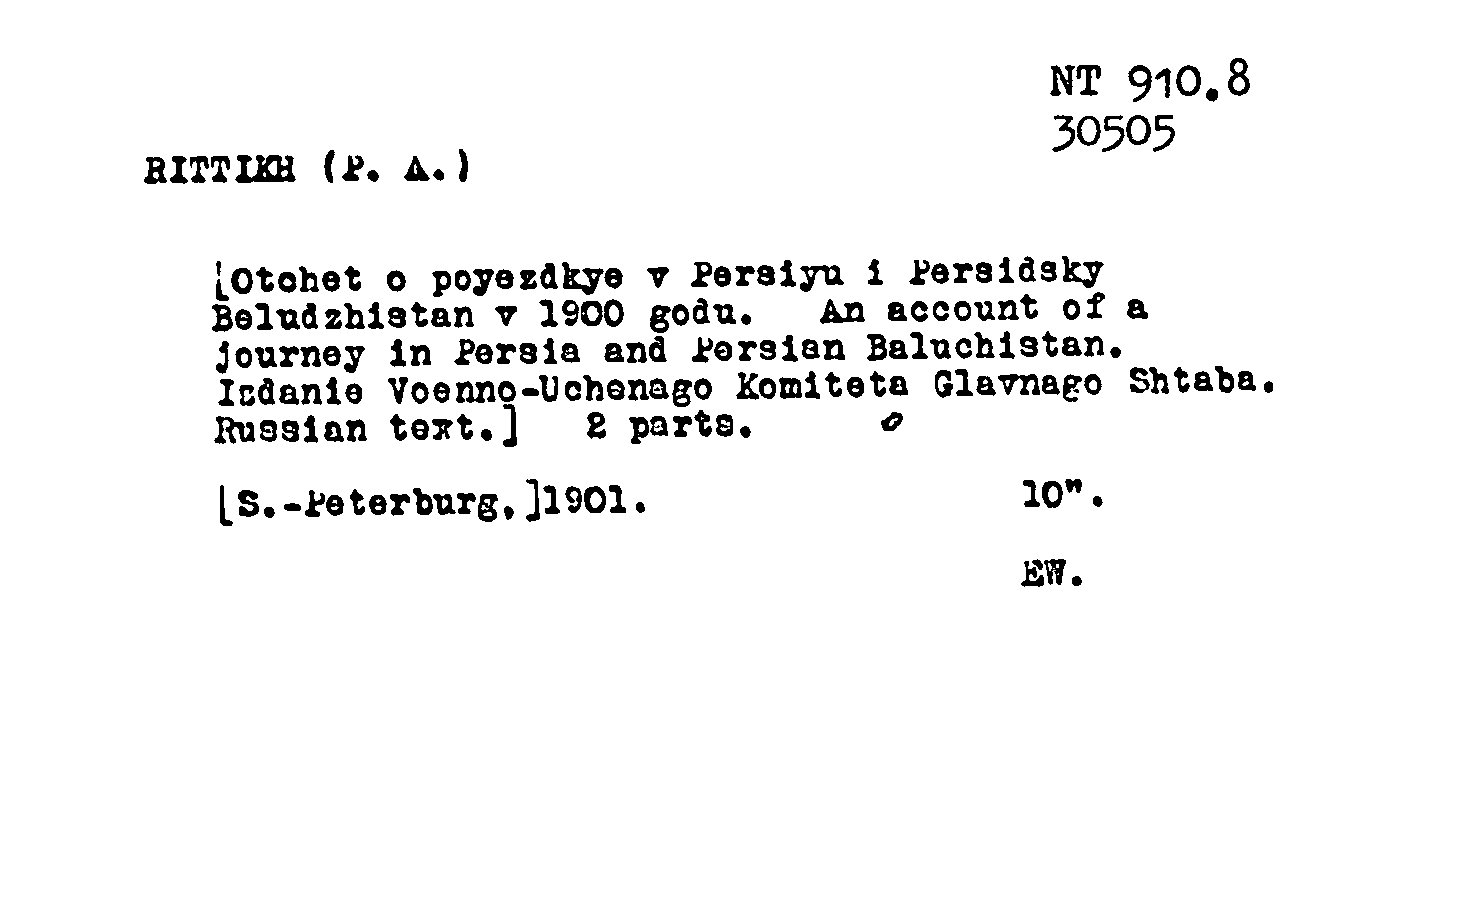 NT 910.8
30505
RITTIKH (P. A.)
[Otchet o poyezdkye v Persiyu i Persidsky
Beludzhistan v 1900 godu. An account of a
journey in Persia and Persian Baluchistan.
Izdanie Voenno-Uchenago Komiteta Glavnago Shtaba.
Russian text.] 2 parts.
[S.-Peterburg,]1901. 10".
EW.